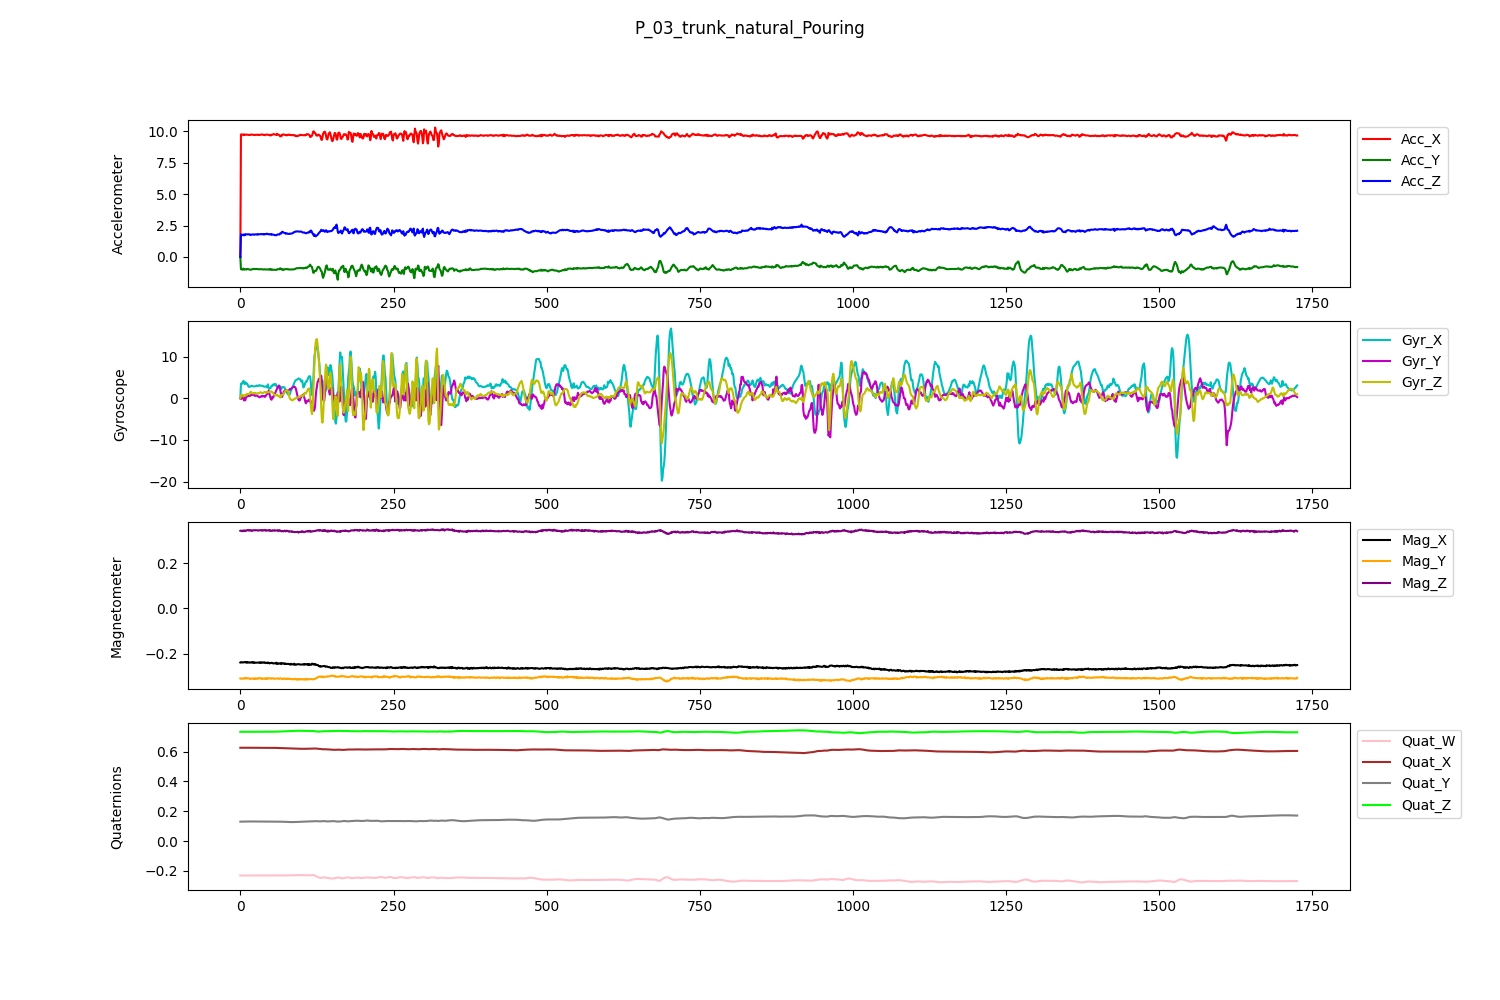 P_03_trunk_natural_Pouring
Accelerometer
10.0
7.5
5.0
2.5
0.0
0 250 500 750 1000 1250 1500 1750
Acc_X
Acc_Y
Acc_Z
Gyroscope
10
0
−10
−20
0 250 500 750 1000 1250 1500 1750
Gyr_X
Gyr_Y
Gyr_Z
Magnetometer
0.2
0.0
−0.2
0 250 500 750 1000 1250 1500 1750
Mag_X
Mag_Y
Mag_Z
Quaternions
0.6
0.4
0.2
0.0
−0.2
0 250 500 750 1000 1250 1500 1750
Quat_W
Quat_X
Quat_Y
Quat_Z